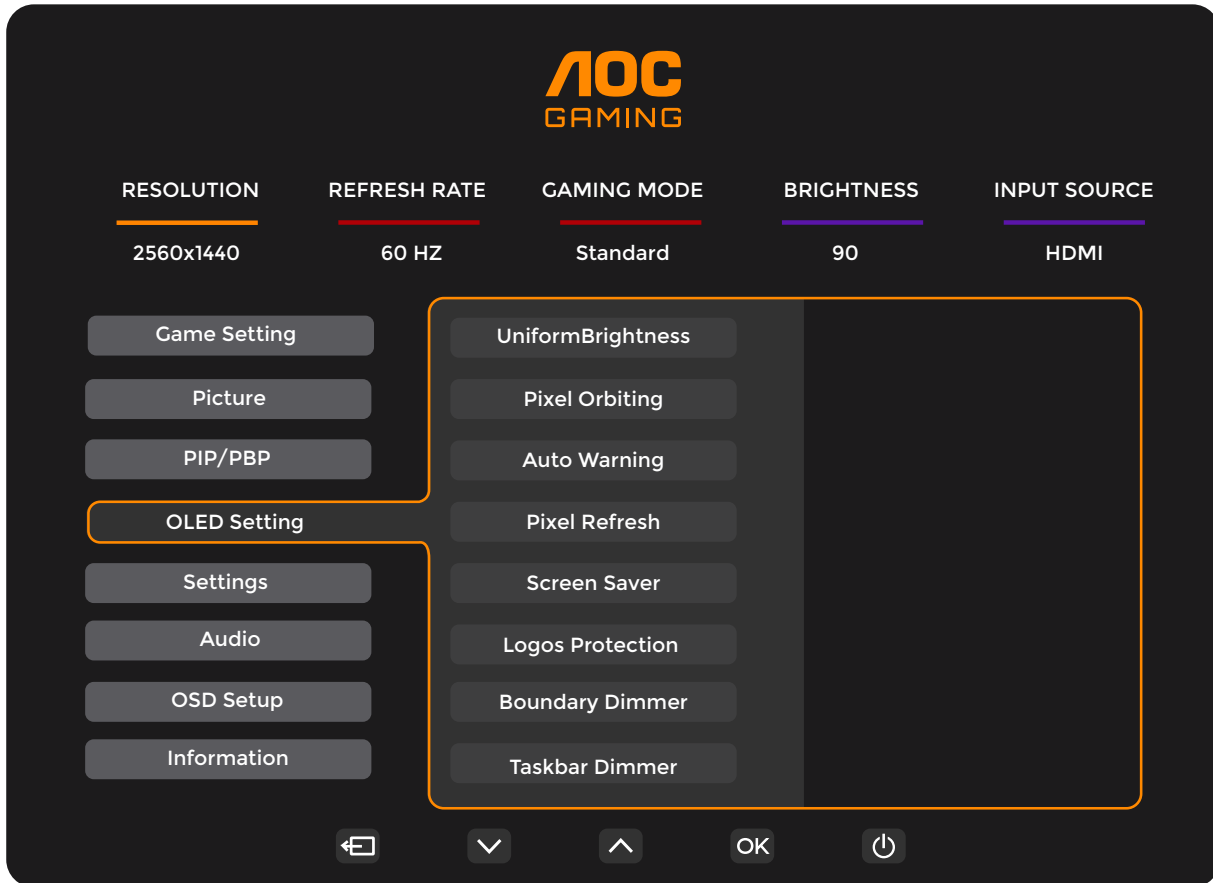 AOC
GAMING
RESOLUTION REFRESH RATE GAMING MODE BRIGHTNESS INPUT SOURCE
2560x1440 60 HZ Standard 90 HDMI
Game Setting UniformBrightness
Picture Pixel Orbiting
PIP/PBP Auto Warning
OLED Setting Pixel Refresh
Settings Screen Saver
Audio Logos Protection
OSD Setup Boundary Dimmer
Information Taskbar Dimmer
OK